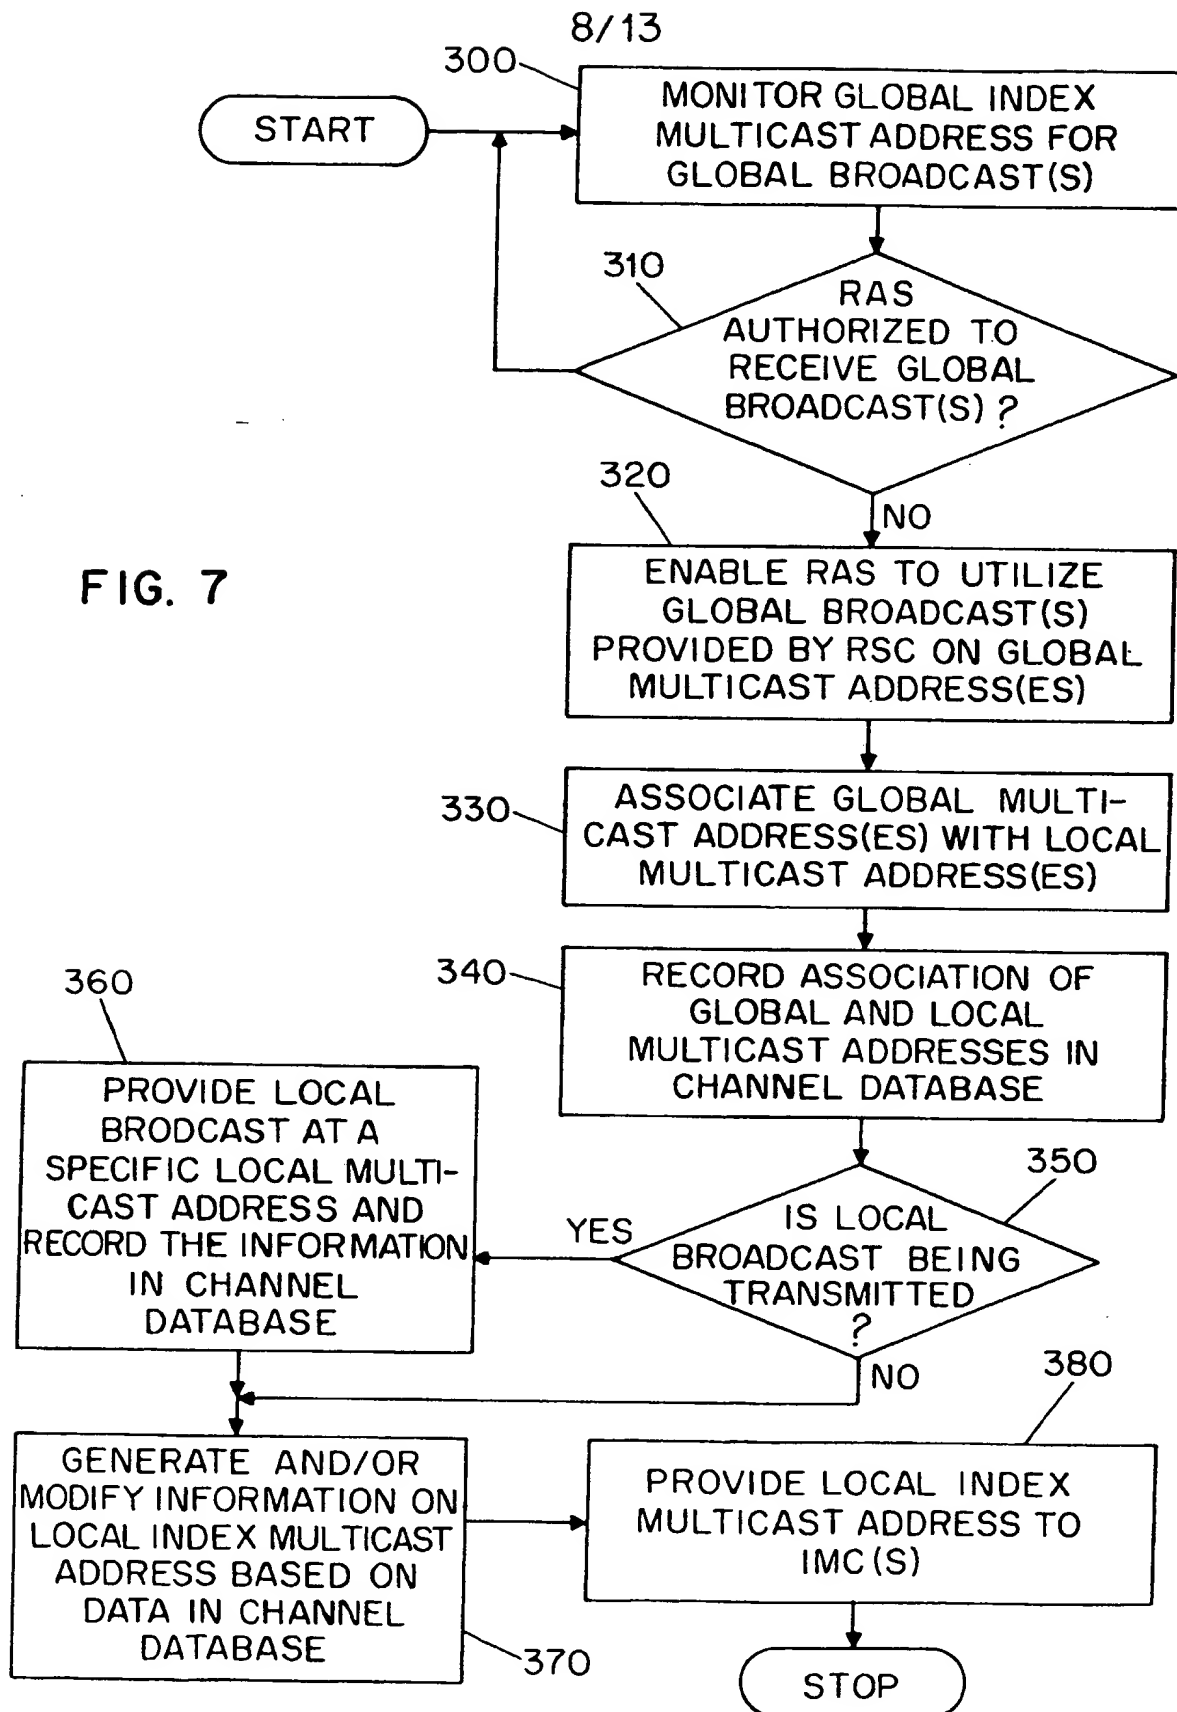 8/13
300
START
MONITOR GLOBAL INDEX
MULTICAST ADDRESS FOR
GLOBAL BROADCAST(S)
310
RAS
AUTHORIZED TO
RECEIVE GLOBAL
BROADCAST(S)?
NO
320
FIG. 7
ENABLE RAS TO UTILIZE
GLOBAL BROADCAST(S)
PROVIDED BY RSC ON GLOBAL
MULTICAST ADDRESS(ES)
330
ASSOCIATE GLOBAL MULTI-
CAST ADDRESS(ES) WITH LOCAL
MULTICAST ADDRESS(ES)
340
RECORD ASSOCIATION OF
GLOBAL AND LOCAL
MULTICAST ADDRESSES IN
CHANNEL DATABASE
350
IS LOCAL
BROADCAST BEING
TRANSMITTED
?
YES
NO
360
PROVIDE LOCAL
BRODCAST AT A
SPECIFIC LOCAL MULTI-
CAST ADDRESS AND
RECORD THE INFORMATION
IN CHANNEL
DATABASE
GENERATE AND/OR
MODIFY INFORMATION ON
LOCAL INDEX MULTICAST
ADDRESS BASED ON
DATA IN CHANNEL
DATABASE
370
380
PROVIDE LOCAL INDEX
MULTICAST ADDRESS TO
IMC(S)
STOP